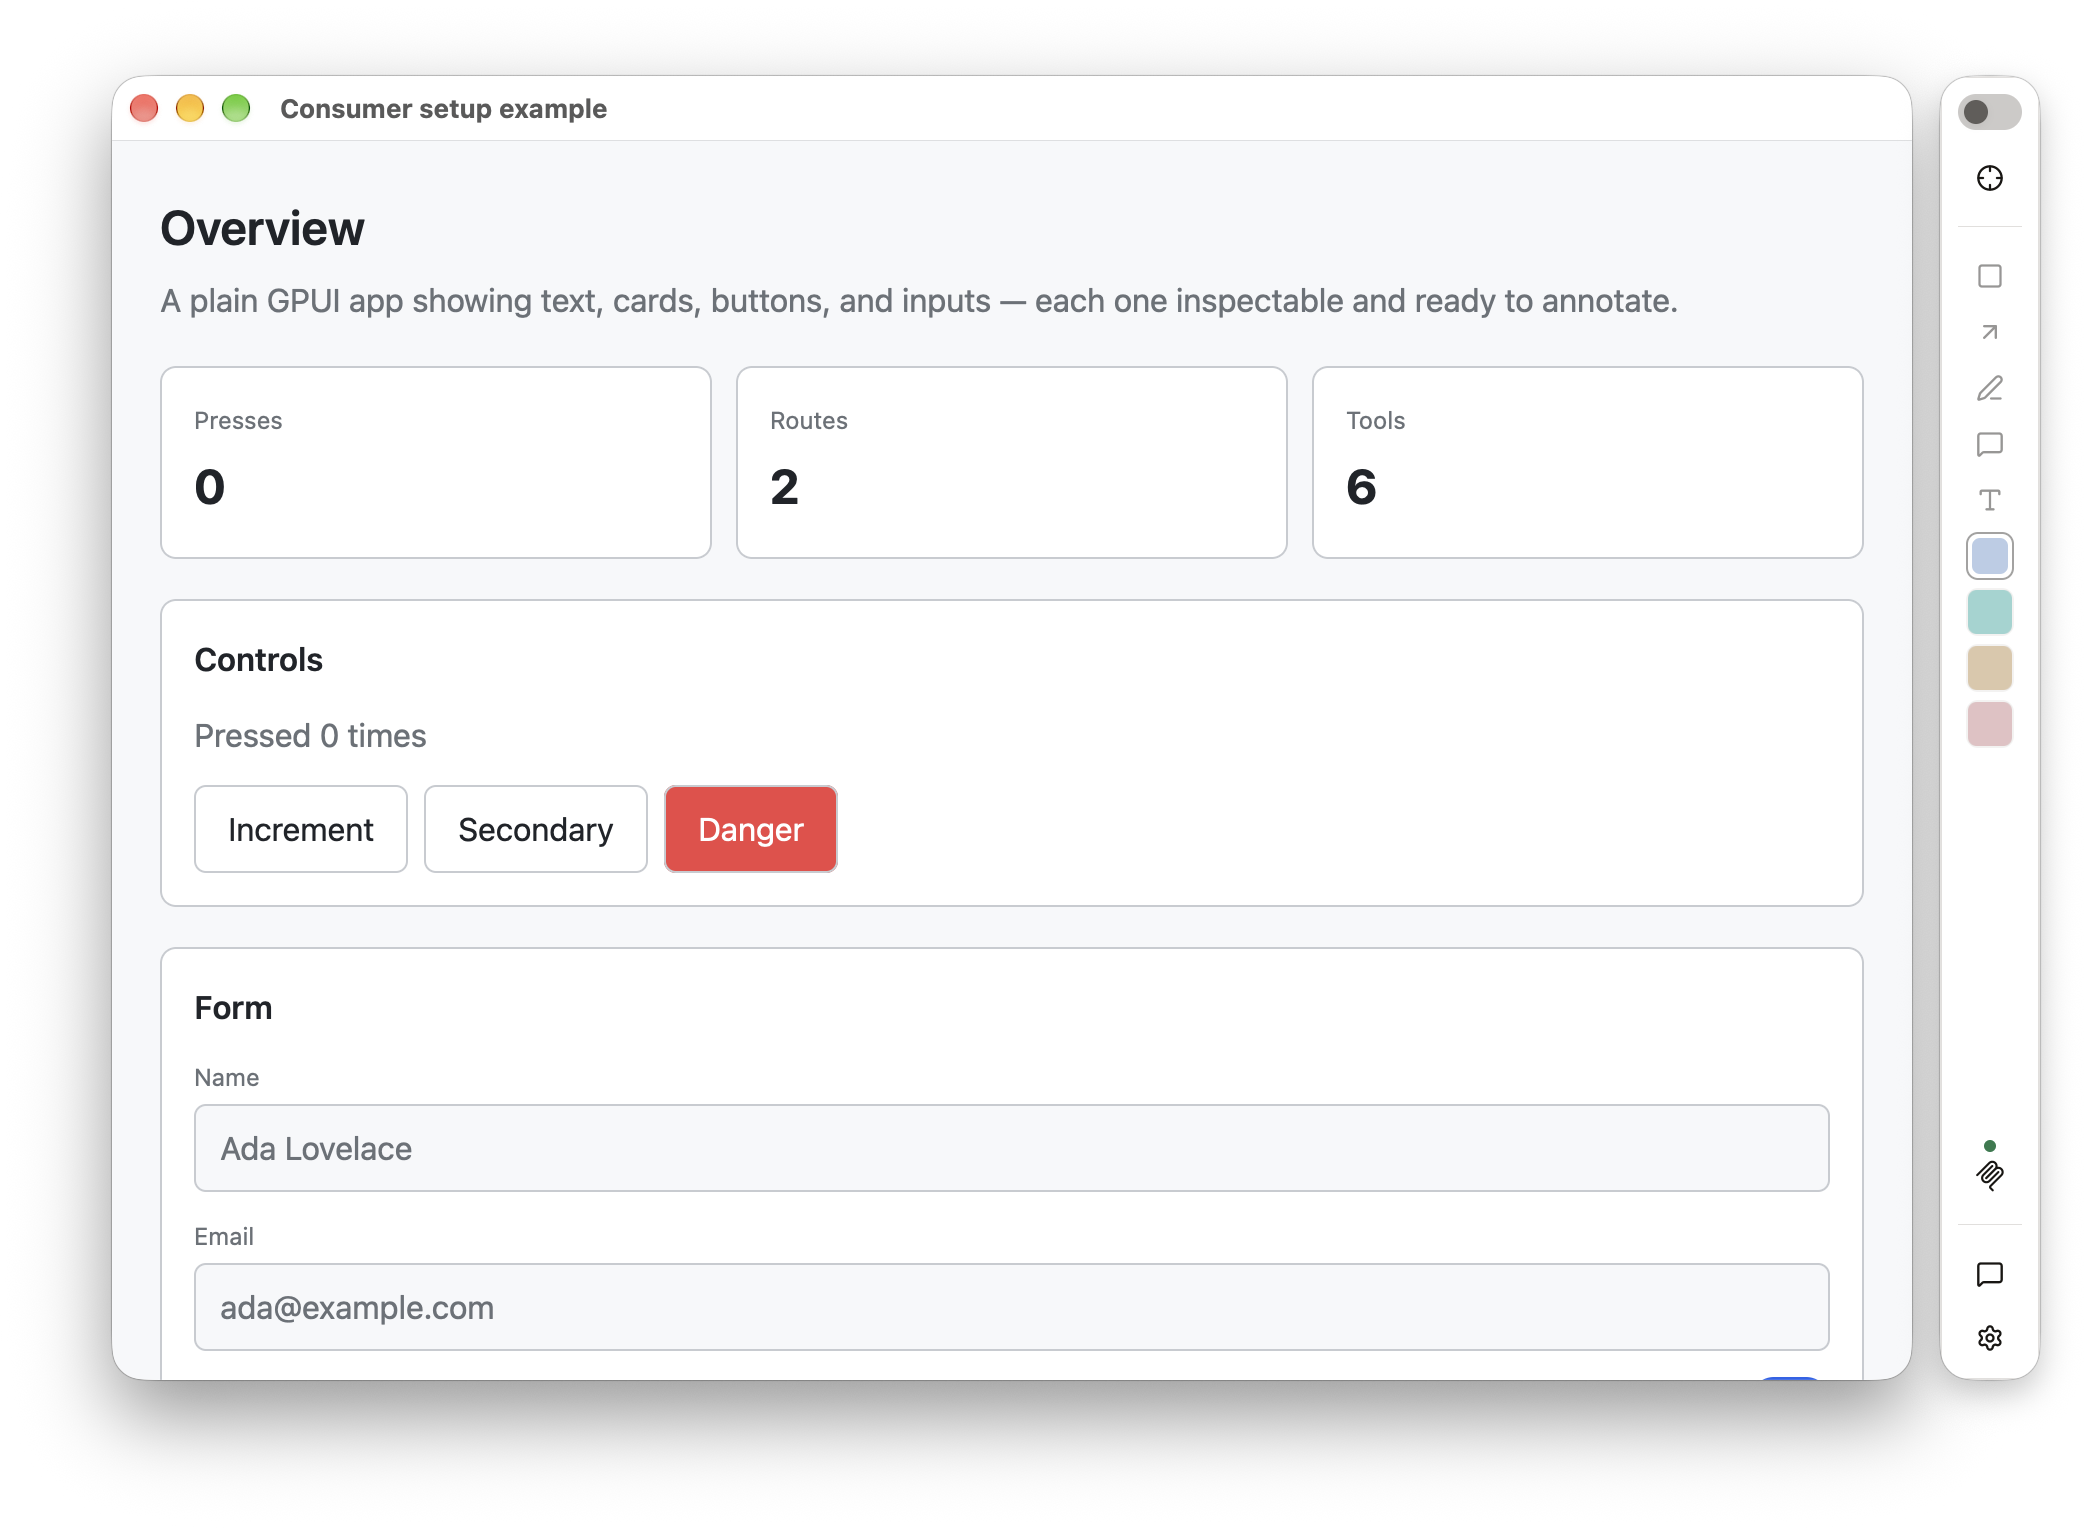 Consumer setup example
Overview
A plain GPUI app showing text, cards, buttons, and inputs — each one inspectable and ready to annotate.
Presses
0
Routes
2
Tools
6
Controls
Pressed 0 times
Increment
Secondary
Danger
Form
Name
Ada Lovelace
Email
ada@example.com